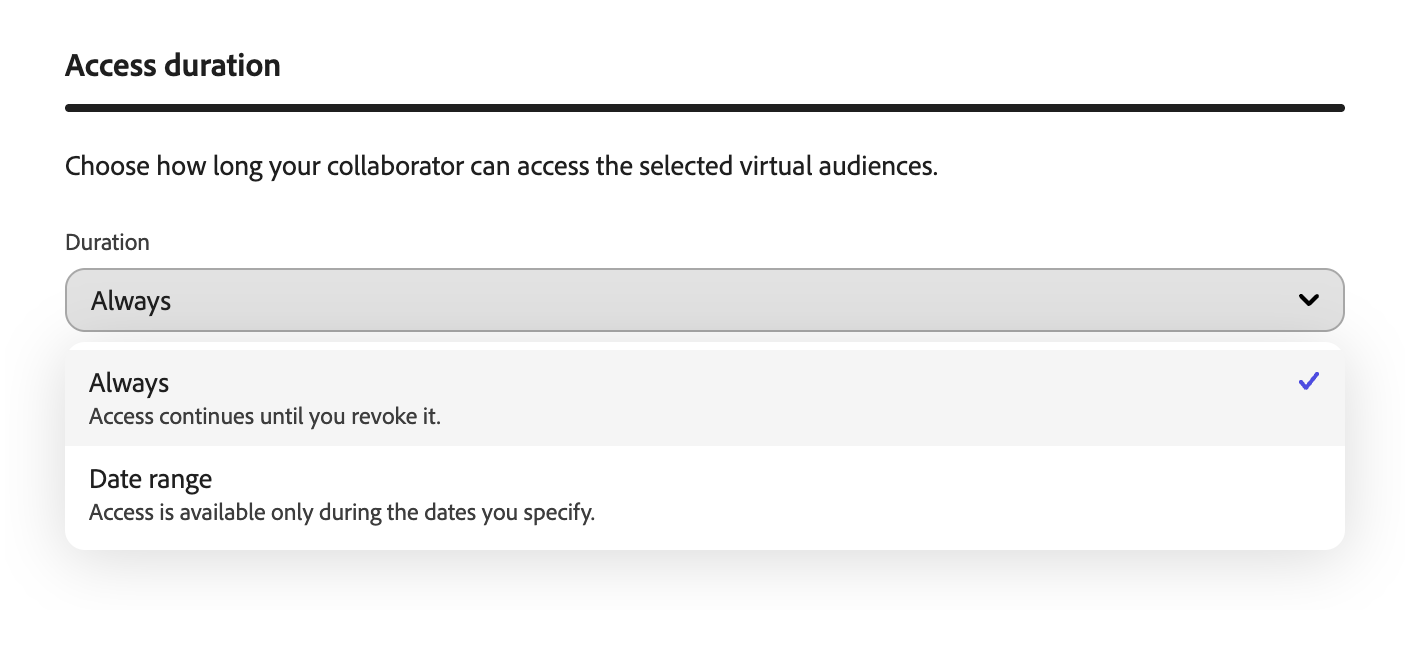 Access duration
Choose how long your collaborator can access the selected virtual audiences.
Duration
Always
Always
Access continues until you revoke it.
Date range
Access is available only during the dates you specify.